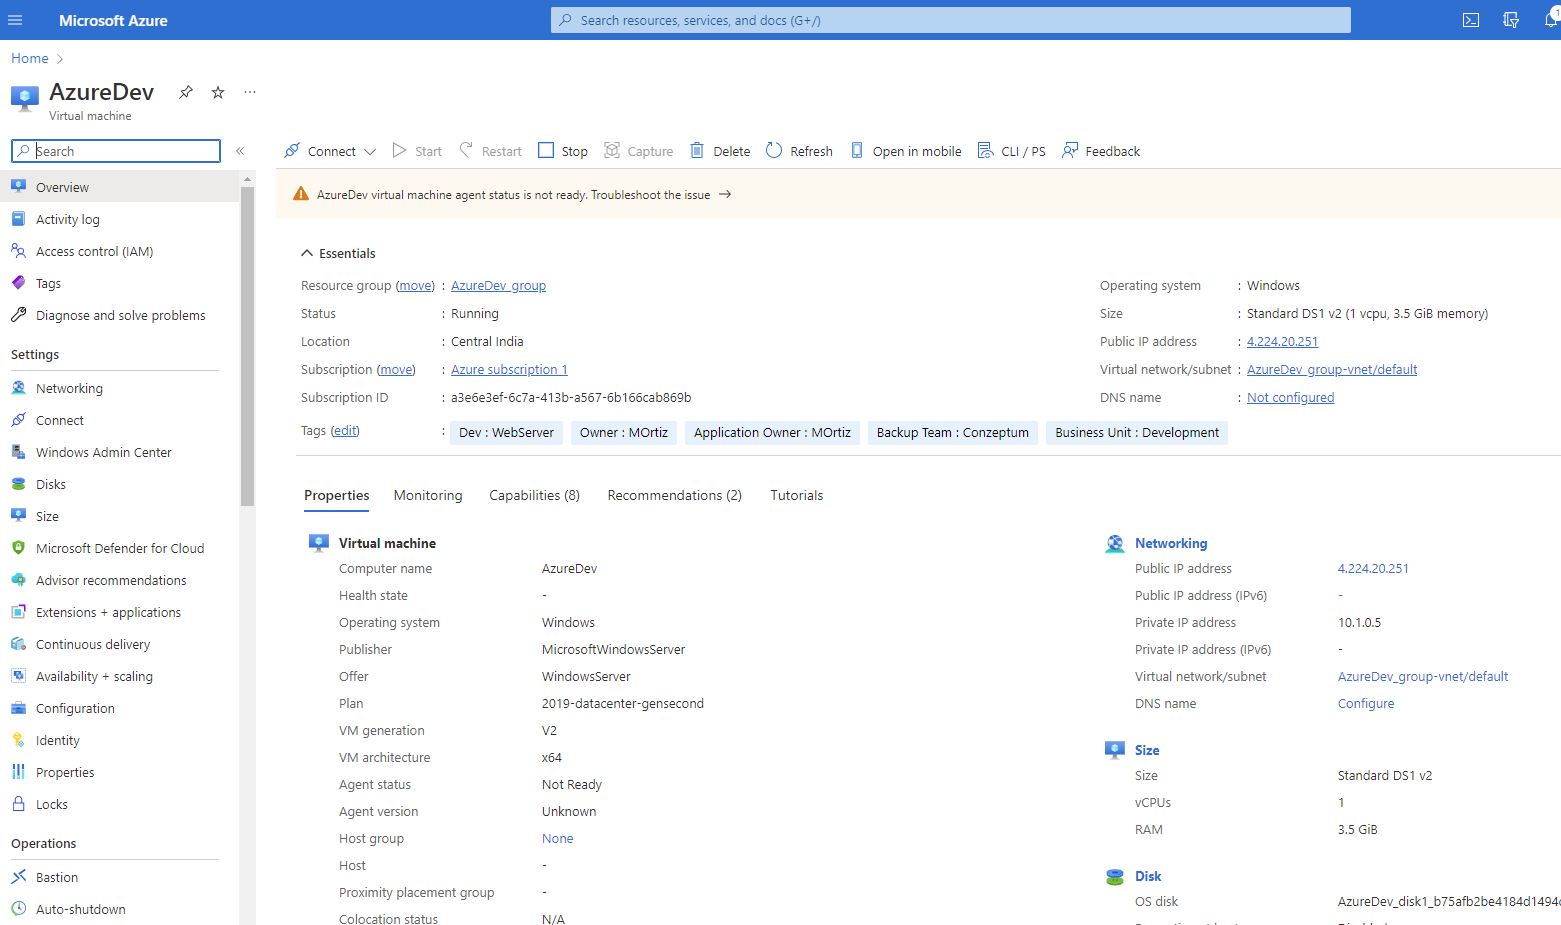 Microsoft Azure
Search resources, services, and docs (G+/)
1
Home
AzureDev
Virtual machine
Search
Overview
Activity log
Access control (IAM)
Tags
Diagnose and solve problems
Settings
Networking
Connect
Windows Admin Center
Disks
Size
Microsoft Defender for Cloud
Advisor recommendations
Extensions + applications
Continuous delivery
Availability + scaling
Configuration
Identity
Properties
Locks
Operations
Bastion
Auto-shutdown
Connect Start Restart Stop Capture Delete Refresh Open in mobile CLI / PS Feedback
AzureDev virtual machine agent status is not ready. Troubleshoot the issue →
Essentials
Resource group (move) : AzureDev_group
Status : Running
Location : Central India
Subscription (move) : Azure subscription 1
Subscription ID : a3e6e3ef-6c7a-413b-a567-6b166cab869b
Operating system : Windows
Size : Standard DS1 v2 (1 vcpu, 3.5 GiB memory)
Public IP address : 4.224.20.251
Virtual network/subnet : AzureDev_group-vnet/default
DNS name : Not configured
Tags (edit) : Dev : WebServer Owner : MOrtiz Application Owner : MOrtiz Backup Team : Conzeptum Business Unit : Development
Properties Monitoring Capabilities (8) Recommendations (2) Tutorials
Virtual machine
Computer name AzureDev
Health state -
Operating system Windows
Publisher MicrosoftWindowsServer
Offer WindowsServer
Plan 2019-datacenter-gensecond
VM generation V2
VM architecture x64
Agent status Not Ready
Agent version Unknown
Host group None
Host -
Proximity placement group -
Colocation status N/A
Networking
Public IP address 4.224.20.251
Public IP address (IPv6) -
Private IP address 10.1.0.5
Private IP address (IPv6) -
Virtual network/subnet AzureDev_group-vnet/default
DNS name Configure
Size
Size Standard DS1 v2
vCPUs 1
RAM 3.5 GiB
Disk
OS disk AzureDev_disk1_b75afb2be4184d1494